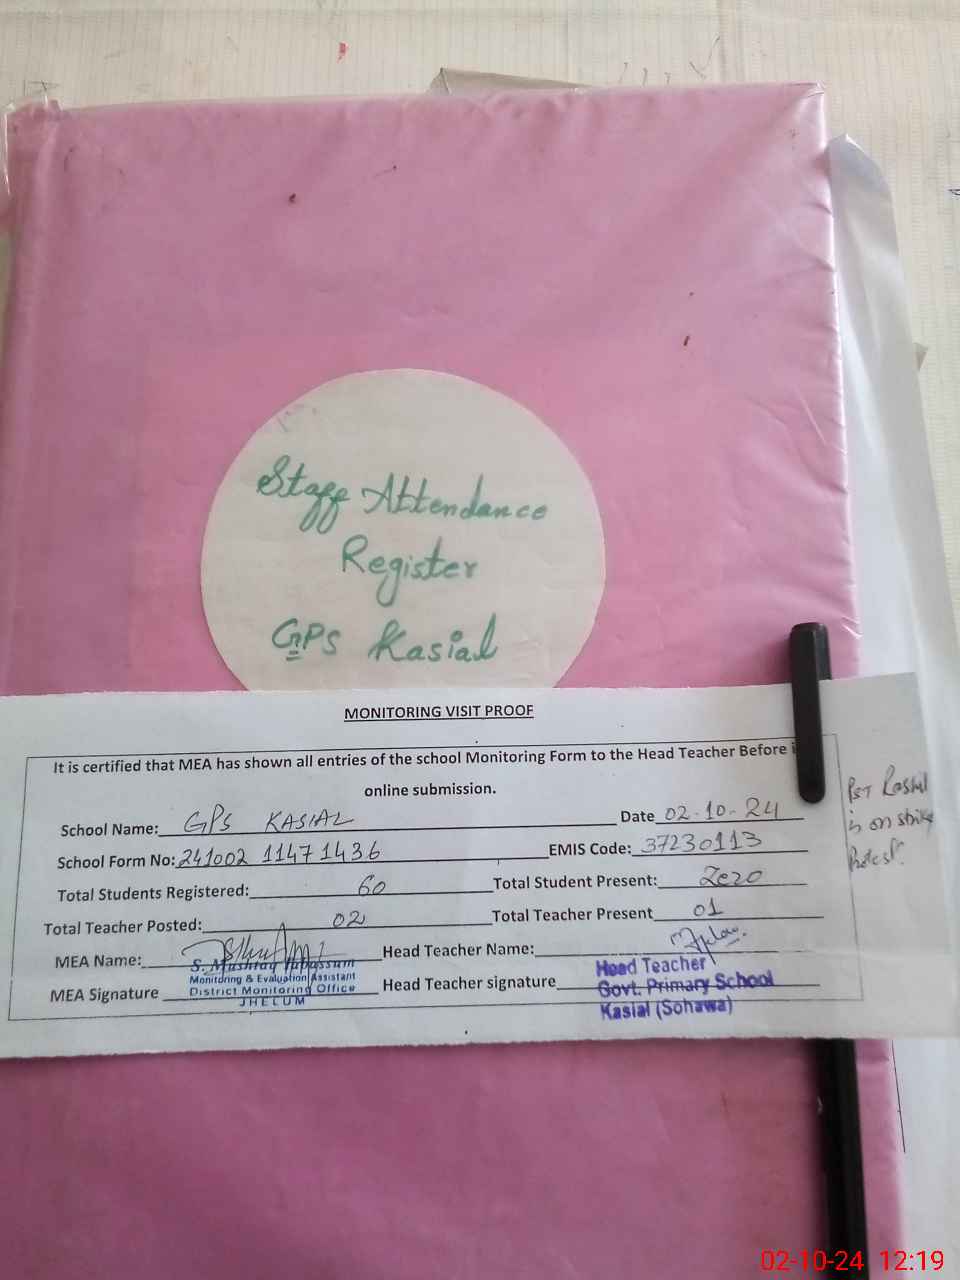 Staff Attendance
Register
GPS Kasial
MONITORING VISIT PROOF
It is certified that MEA has shown all entries of the school Monitoring Form to the Head Teacher Before
online submission.
School Name: GPS KASIAL Date 02-10-24
School Form No: 241002 11471436 EMIS Code: 37230113
Total Students Registered: 60 Total Student Present: Zero
Total Teacher Posted: 02 Total Teacher Present 01
MEA Name: Head Teacher Name:
S. Mushtaq Tabassum
Monitoring & Evaluation Assistant
District Monitoring Office
JHELUM
MEA Signature Head Teacher signature
Head Teacher
Govt. Primary School
Kasial (Sohawa)
PST
is on strike
02-10-24 12:19